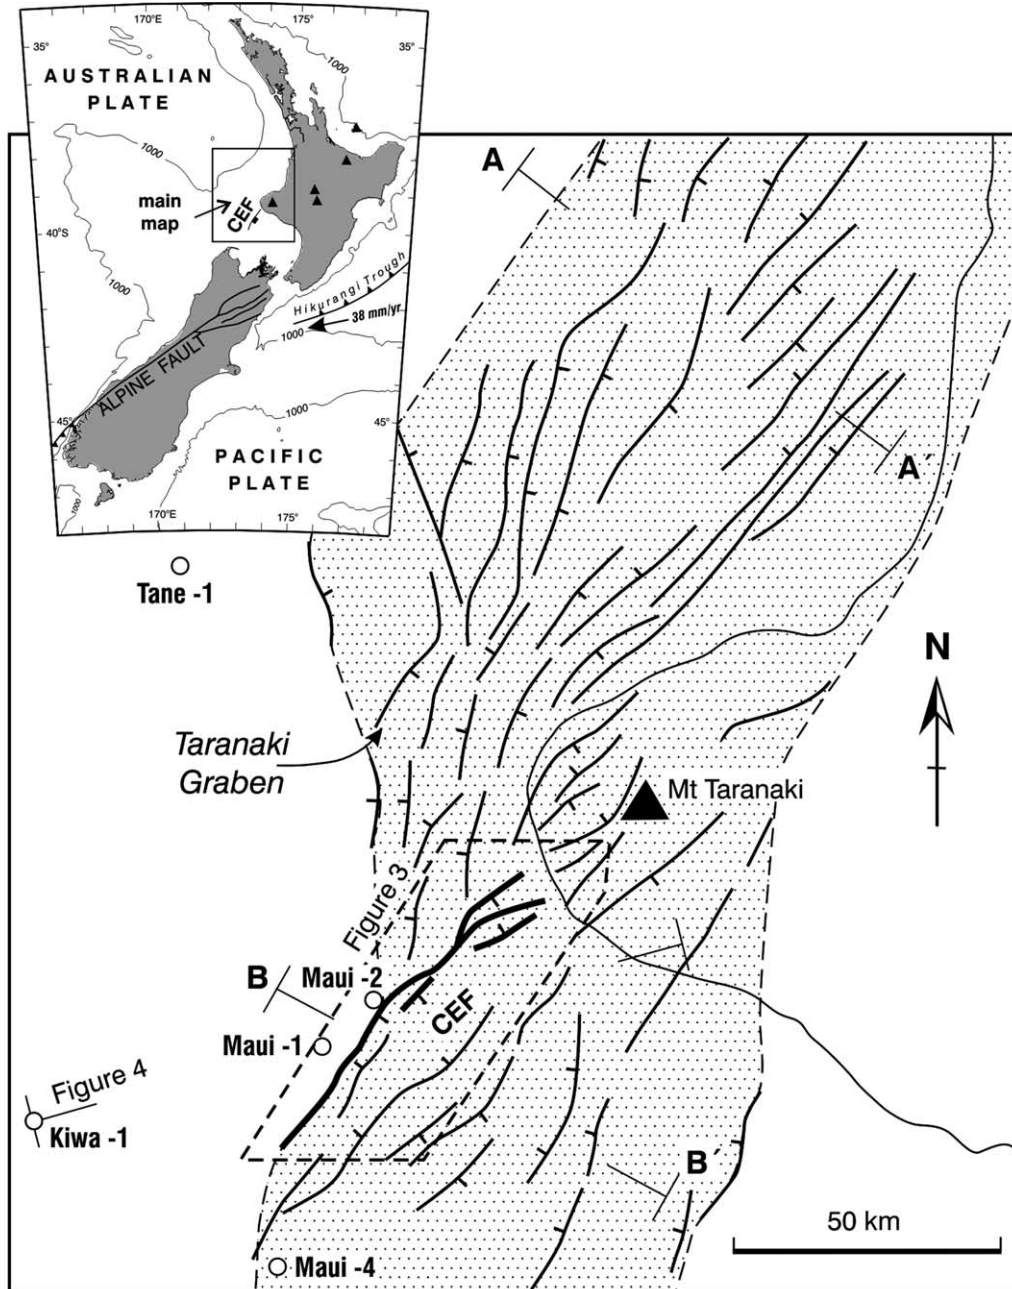 170°E
175°
35°
35°
AUSTRALIAN
PLATE
1000
1000
main
map
CEF
40°S
1000
Hikurangi Trough
38 mm/yr
1000
ALPINE FAULT
1000
45°
45°
PACIFIC
PLATE
1000
170°E
175°
A
A´
Tane -1
N
Taranaki
Graben
Mt Taranaki
Figure 3
B
Maui -2
CEF
Maui -1
Figure 4
Kiwa -1
B´
50 km
Maui -4